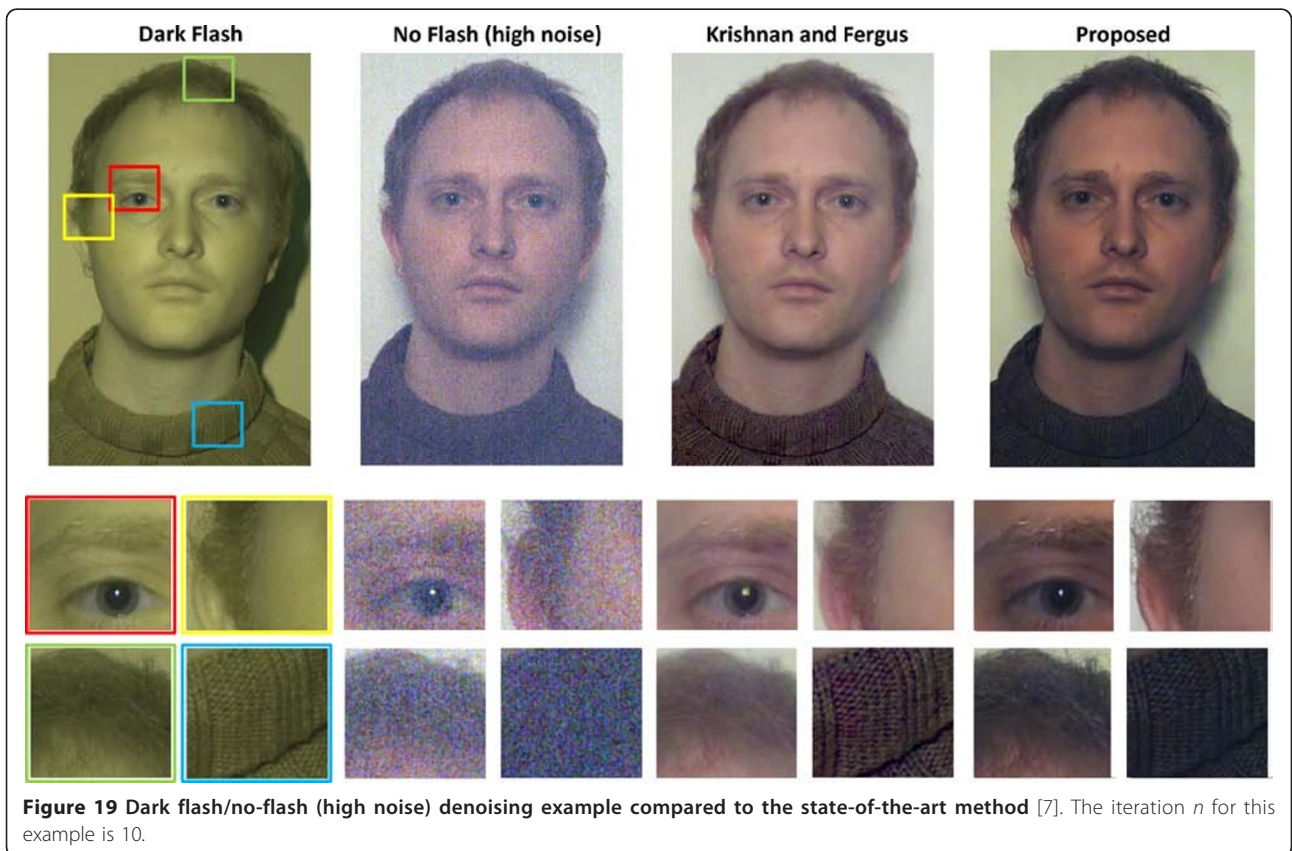 Dark Flash
No Flash (high noise)
Krishnan and Fergus
Proposed
Figure 19 Dark flash/no-flash (high noise) denoising example compared to the state-of-the-art method [7]. The iteration n for this
example is 10.